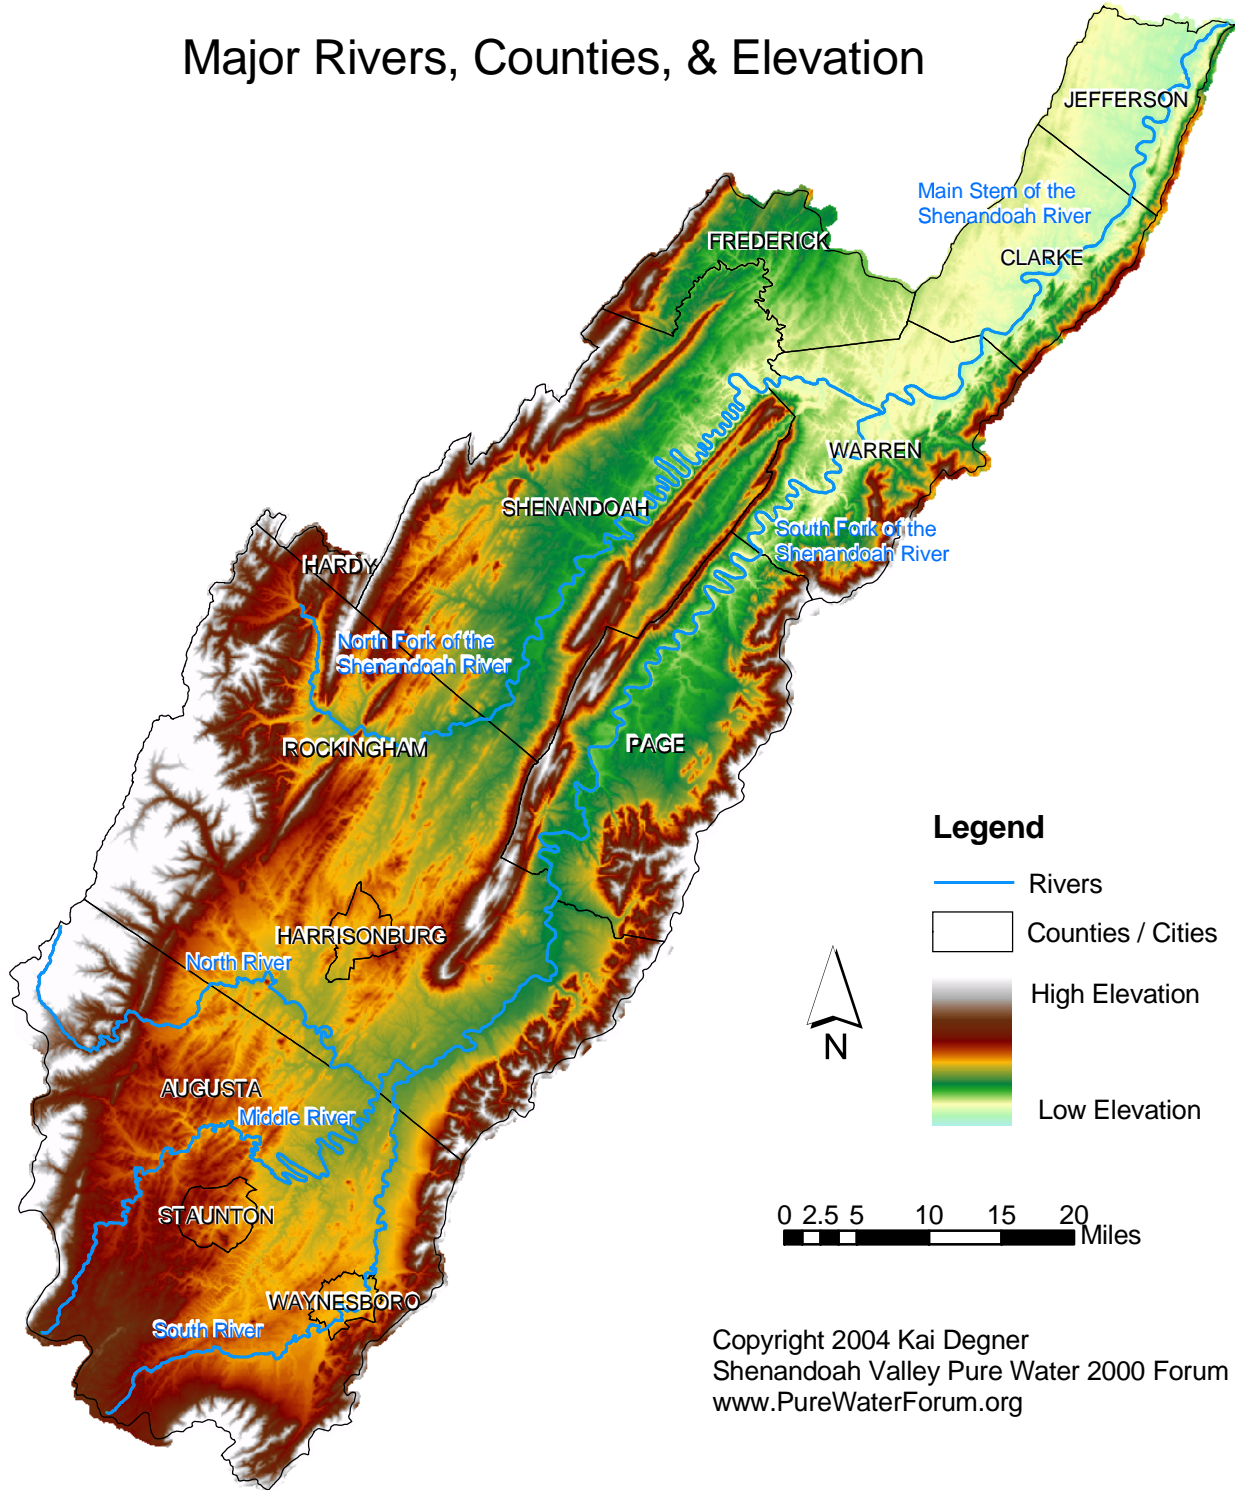 Major Rivers, Counties, & Elevation
JEFFERSON
Main Stem of the
Shenandoah River
FREDERICK
CLARKE
WARREN
SHENANDOAH
South Fork of the
Shenandoah River
HARDY
North Fork of the
Shenandoah River
ROCKINGHAM
PAGE
Legend
Rivers
Counties / Cities
High Elevation
Low Elevation
HARRISONBURG
North River
N
AUGUSTA
Middle River
STAUNTON
0 2.5 5 10 15 20
Miles
WAYNESBORO
South River
Copyright 2004 Kai Degner
Shenandoah Valley Pure Water 2000 Forum
www.PureWaterForum.org